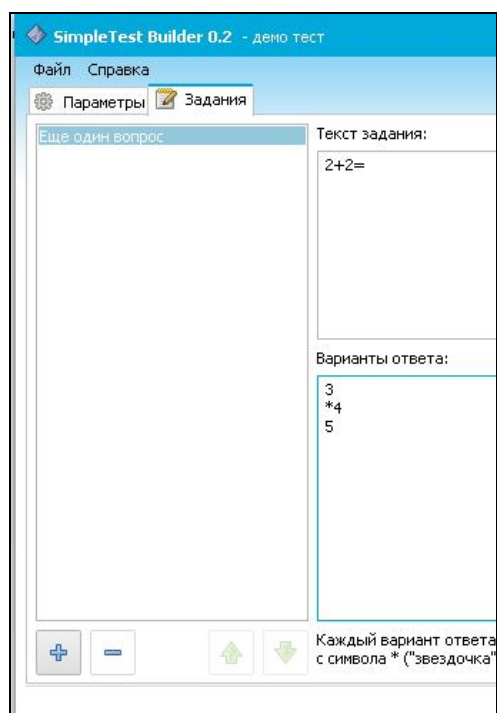 SimpleTest Builder 0.2 - демо тест
Файл Справка
Параметры Задания
Еще один вопрос
Текст задания:
2+2=
Варианты ответа:
3
*4
5
Каждый вариант ответа
с символа * ("звездочка"